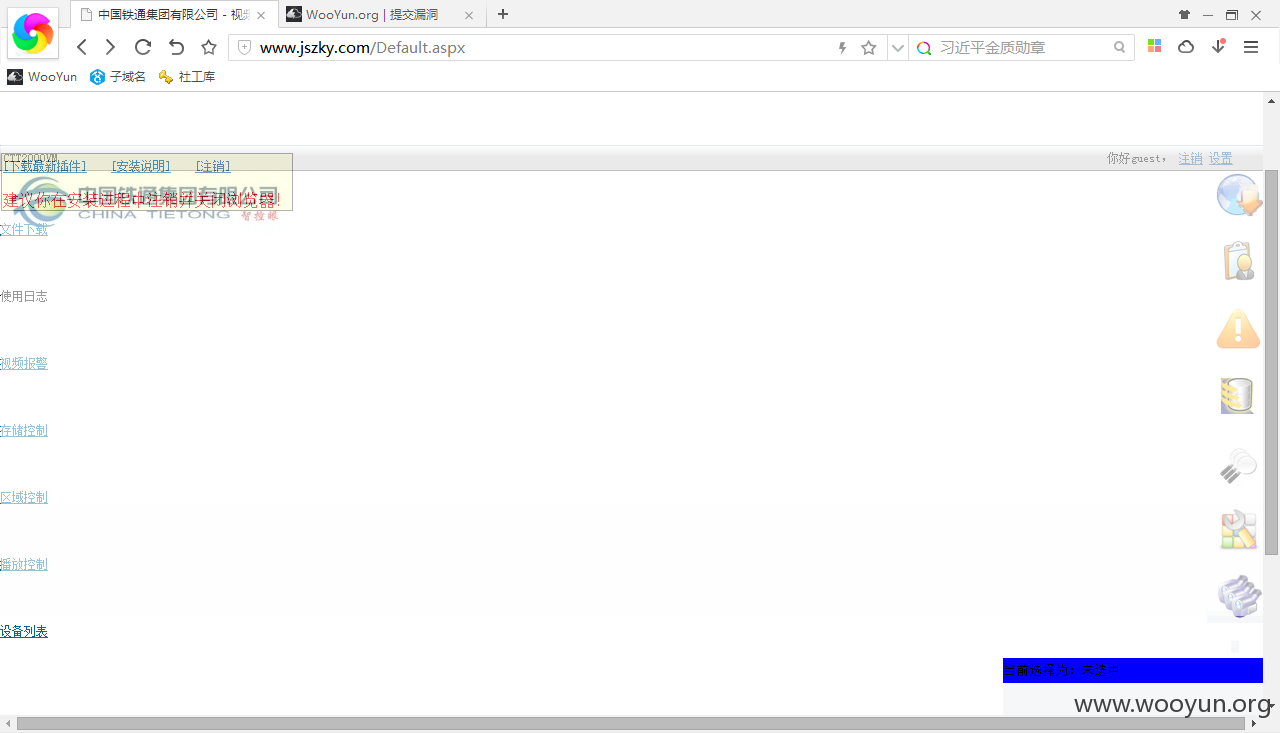 中国铁通集团有限公司 - 视频
WooYun.org | 提交漏洞
www.jszky.com/Default.aspx
习近平金质勋章
WooYun
子域名
社工库
CTT2000VM
[下载最新插件] [安装说明] [注销]
你好guest, 注销 设置
中国铁通集团有限公司
建议你在安装进程中注销并关闭浏览器!
CHINA TIETONG 智控眼
文件下载
使用日志
视频报警
存储控制
区域控制
播放控制
设备列表
当前选择为: 未选中
www.wooyun.org